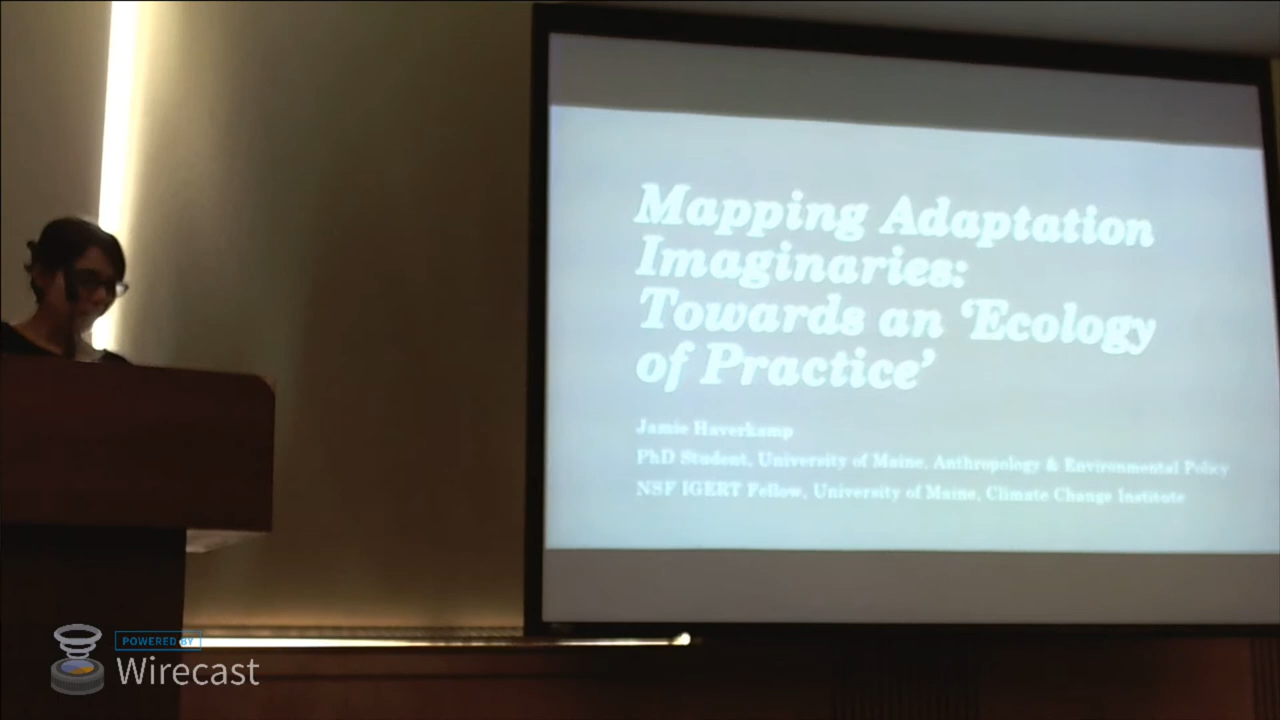 Mapping Adaptation
Imaginaries:
Towards an 'Ecology
of Practice'
Jamie Haverkamp
PhD Student, University of Maine, Anthropology & Environmental Policy
NSF IGERT Fellow, University of Maine, Climate Change Institute
POWERED BY
Wirecast